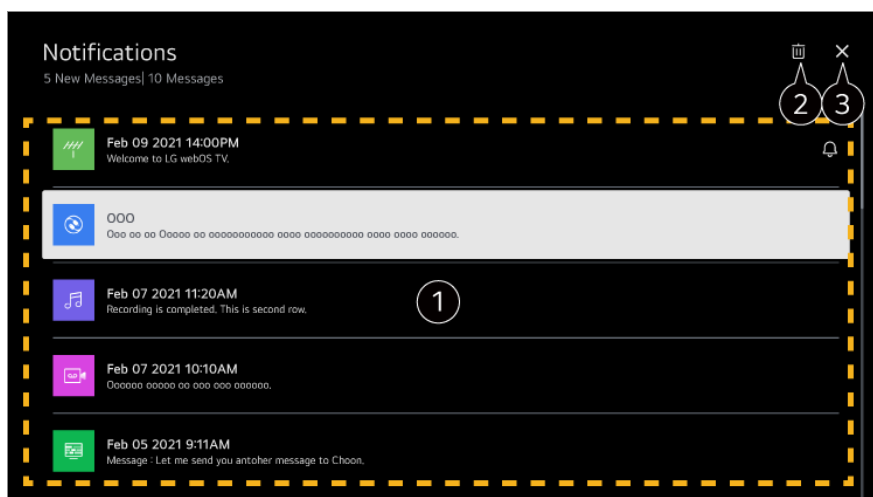 Notifications
5 New Messages| 10 Messages
2
3
Feb 09 2021 14:00PM
Welcome to LG webOS TV.
OOO
Ooo oo oo Ooooo oo ooooooooooo oooo oooooooooo oooo oooo oooooo.
Feb 07 2021 11:20AM
Recording is completed. This is second row.
1
Feb 07 2021 10:10AM
Oooooo ooooo oo ooo ooo oooooo.
Feb 05 2021 9:11AM
Message : Let me send you antoher message to Choon.